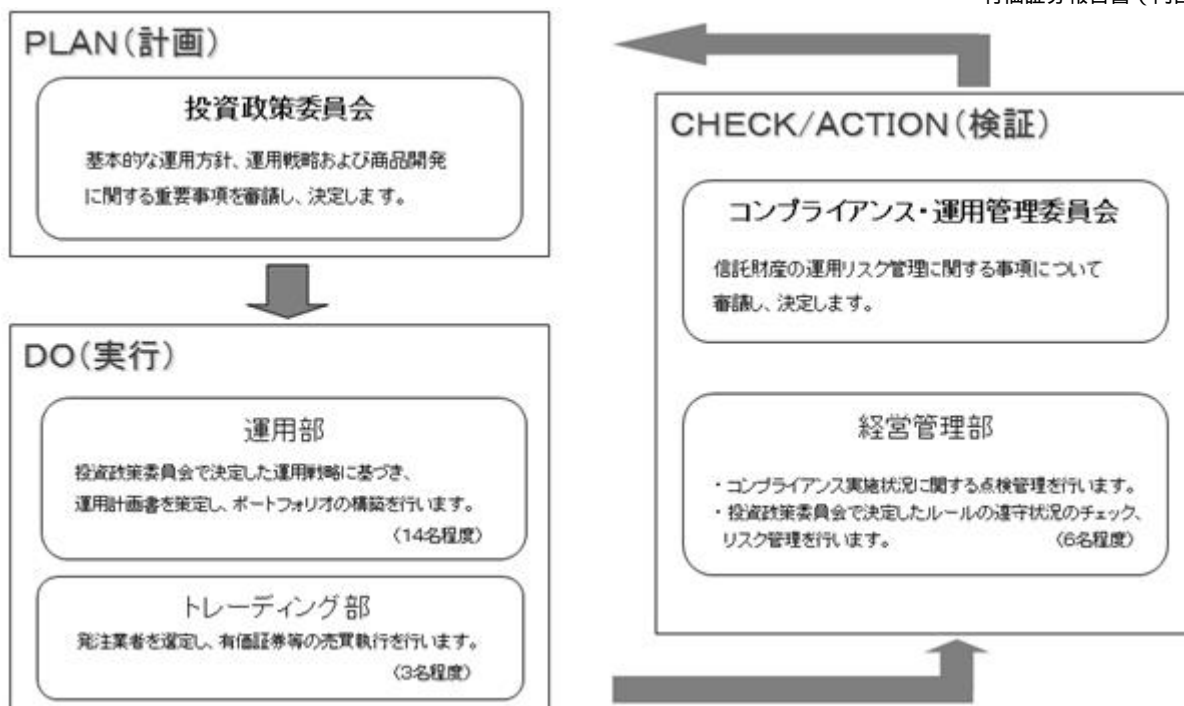 PLAN(計画)
投資政策委員会
基本的な運用方針、運用戦略および商品開発
に関する重要事項を審議し、決定します。
DO(実行)
運用部
投資政策委員会で決定した運用戦略に基づき、
運用計画書を策定し、ポートフォリオの構築を行います。
(14名程度)
トレーディング部
発注業者を選定し、有価証券等の売買執行を行います。
(3名程度)
CHECK/ACTION(検証)
コンプライアンス・運用管理委員会
信託財産の運用リスク管理に関する事項について
審議し、決定します。
経営管理部
・コンプライアンス実施状況に関する点検管理を行います。
・投資政策委員会で決定したルールの遵守状況のチェック、
リスク管理を行います。 (6名程度)